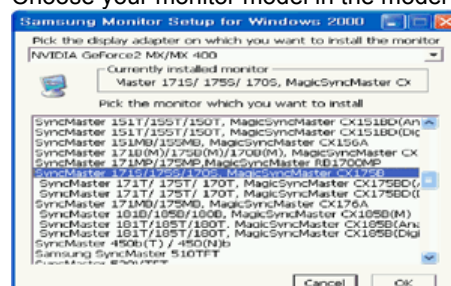 Choose your monitor model in the model
Samsung Monitor Setup for Windows 2000
Pick the display adapter on which you want to install the monitor
NVIDIA GeForce2 MX/MX 400
Currently installed monitor
Master 171S/ 175S/ 170S, MagicSyncMaster CX
Pick the monitor which you want to install
SyncMaster 151T/155T/150T, MagicSyncMaster CX151BD(An
SyncMaster 151T/155T/150T, MagicSyncMaster CX151BD(Dig
SyncMaster 151MB/155MB, MagicSyncMaster CX156A
SyncMaster 171B(M)/175B(M)/170B(M), MagicSyncMaster CX
SyncMaster 171MP/175MP,MagicSyncMaster RB1700MP
SyncMaster 171S/175S/170S, MagicSyncMaster CX175B
SyncMaster 171T/ 175T/ 170T, MagicSyncMaster CX175BD(
SyncMaster 171T/ 175T/ 170T, MagicSyncMaster CX175BD(
SyncMaster 171MB/175MB, MagicSyncMaster CX176A
SyncMaster 181B/185B/180B, MagicSyncMaster CX185B(M)
SyncMaster 181T/185T/180T, MagicSyncMaster CX185B(Ana
SyncMaster 181T/185T/180T, MagicSyncMaster CX185B(Digi
SyncMaster 450b(T) / 450(N)b
Samsung SyncMaster 510TFT
Cancel OK